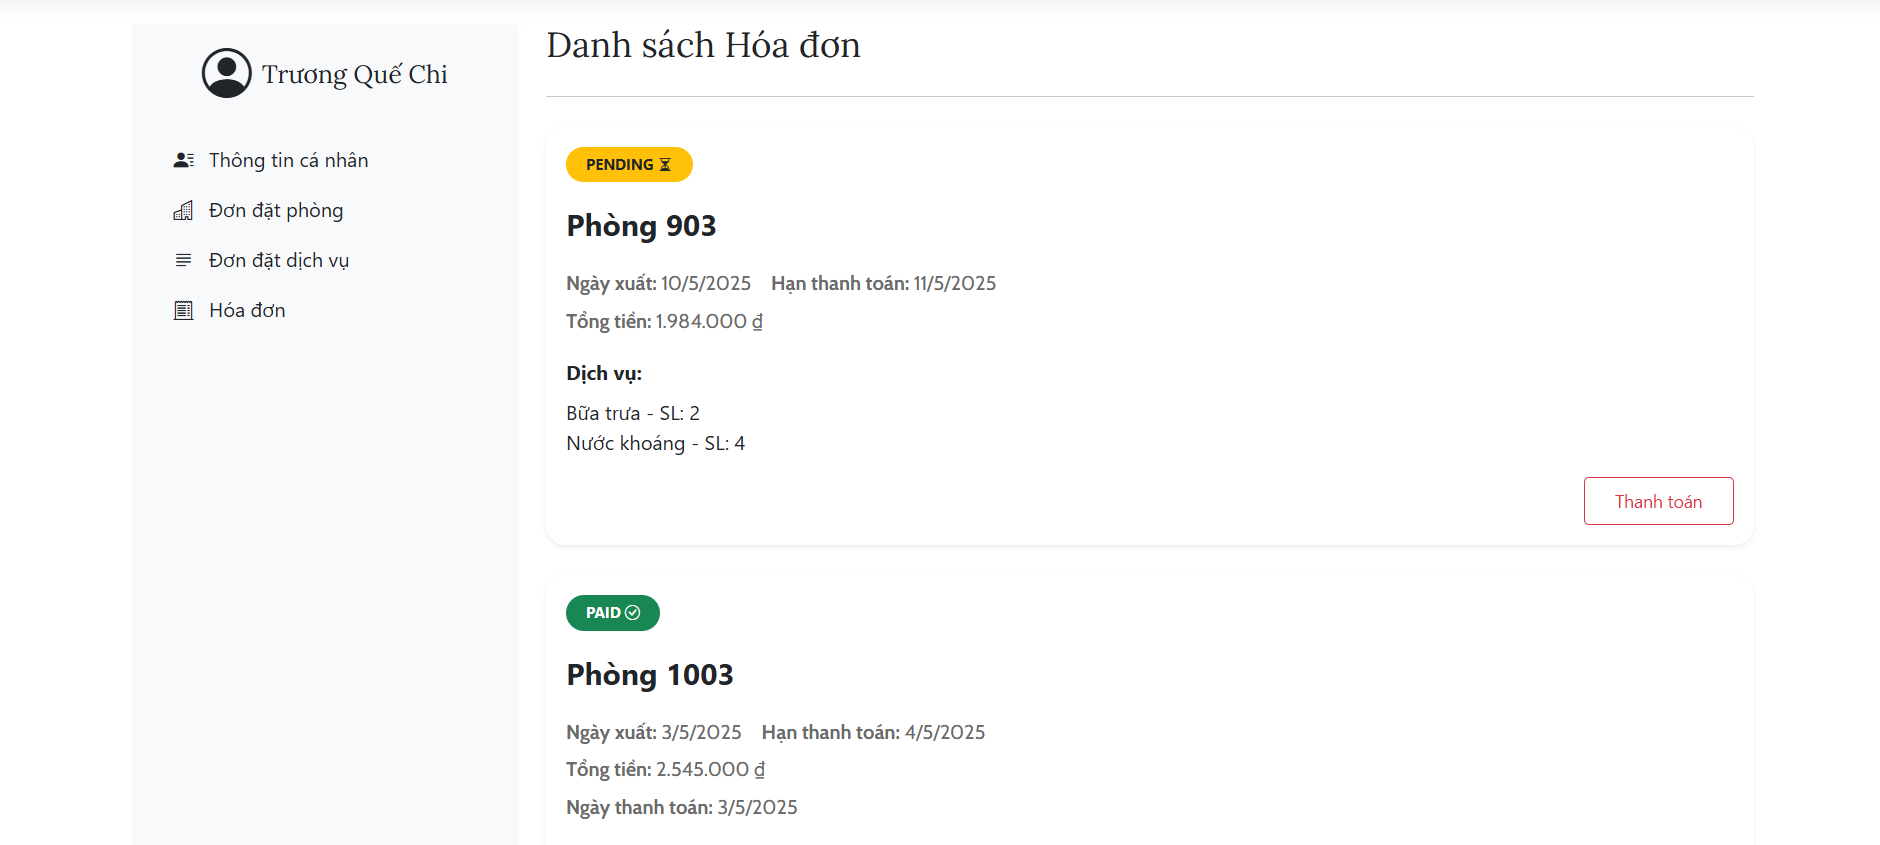 Trương Quế Chi
Thông tin cá nhân
Đơn đặt phòng
Đơn đặt dịch vụ
Hóa đơn
Danh sách Hóa đơn
PENDING
Phòng 903
Ngày xuất: 10/5/2025 Hạn thanh toán: 11/5/2025
Tổng tiền: 1.984.000 ₫
Dịch vụ:
Bữa trưa - SL: 2
Nước khoáng - SL: 4
Thanh toán
PAID
Phòng 1003
Ngày xuất: 3/5/2025 Hạn thanh toán: 4/5/2025
Tổng tiền: 2.545.000 ₫
Ngày thanh toán: 3/5/2025